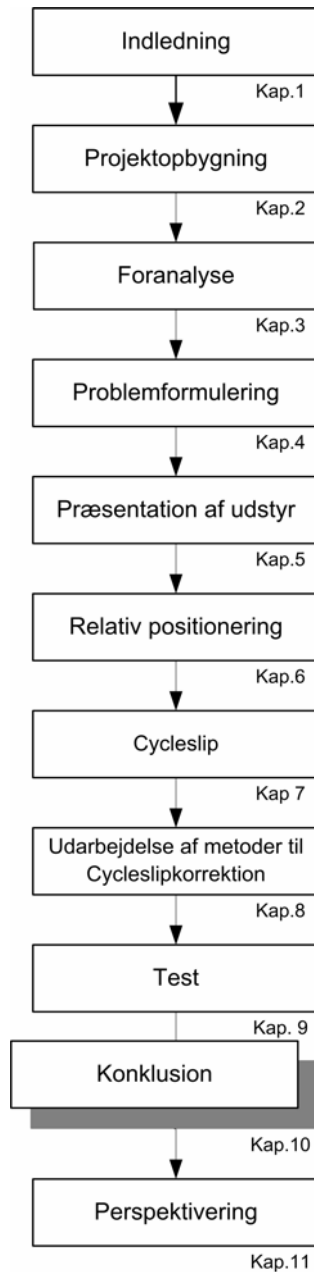 Indledning
Kap.1
Projektopbygning
Kap.2
Foranalyse
Kap.3
Problemformulering
Kap.4
Præsentation af udstyr
Kap.5
Relativ positionering
Kap.6
Cycleslip
Kap 7
Udarbejdelse af metoder til
Cycleslipkorrektion
Kap.8
Test
Kap. 9
Konklusion
Kap.10
Perspektivering
Kap.11